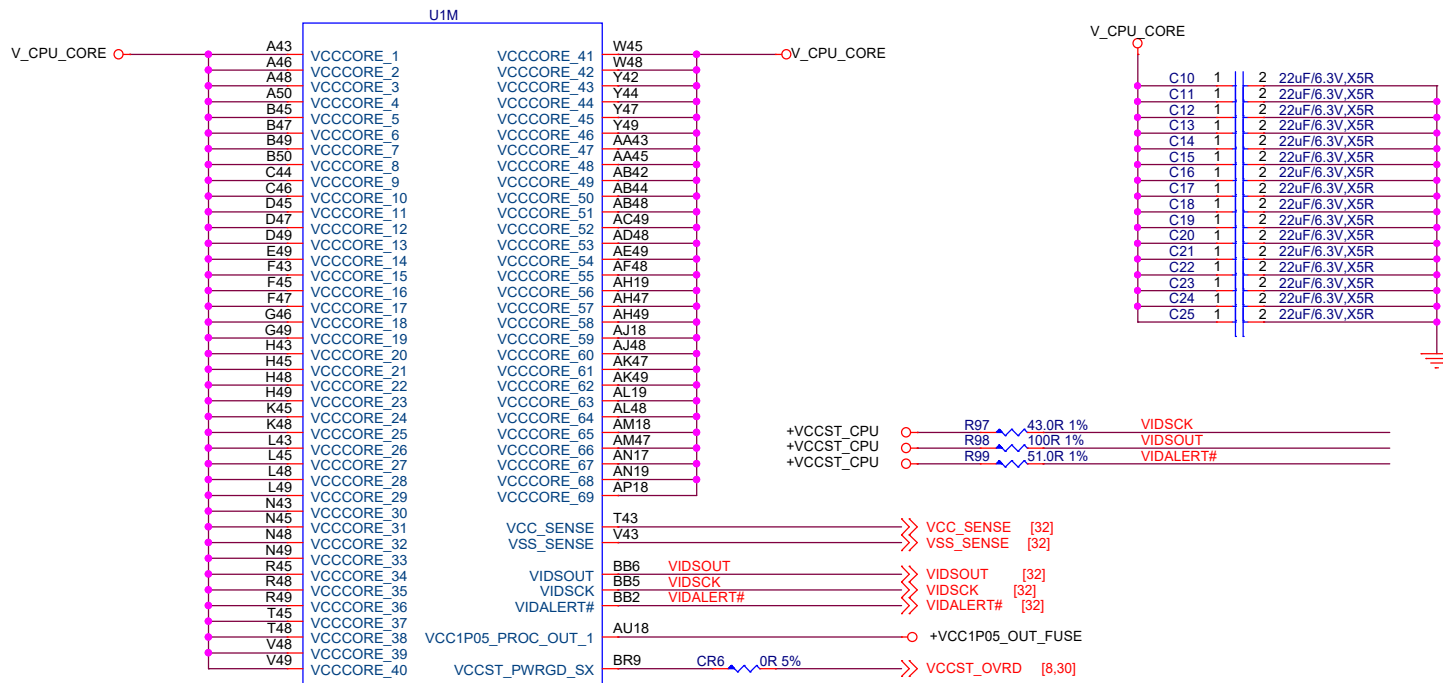 U1M
V_CPU_CORE
A43 VCCCORE_1
A46 VCCCORE_2
A48 VCCCORE_3
A50 VCCCORE_4
B45 VCCCORE_5
B47 VCCCORE_6
B49 VCCCORE_7
B50 VCCCORE_8
C44 VCCCORE_9
C46 VCCCORE_10
D45 VCCCORE_11
D47 VCCCORE_12
D49 VCCCORE_13
E49 VCCCORE_14
F43 VCCCORE_15
F45 VCCCORE_16
F47 VCCCORE_17
G46 VCCCORE_18
G49 VCCCORE_19
H43 VCCCORE_20
H45 VCCCORE_21
H48 VCCCORE_22
H49 VCCCORE_23
K45 VCCCORE_24
K48 VCCCORE_25
L43 VCCCORE_26
L45 VCCCORE_27
L48 VCCCORE_28
L49 VCCCORE_29
N43 VCCCORE_30
N45 VCCCORE_31
N48 VCCCORE_32
N49 VCCCORE_33
R45 VCCCORE_34
R48 VCCCORE_35
R49 VCCCORE_36
T45 VCCCORE_37
T48 VCCCORE_38
V48 VCCCORE_39
V49 VCCCORE_40
VCCCORE_41 W45
V_CPU_CORE
VCCCORE_42 W48
VCCCORE_43 Y42
VCCCORE_44 Y44
VCCCORE_45 Y47
VCCCORE_46 Y49
VCCCORE_47 AA43
VCCCORE_48 AA45
VCCCORE_49 AB42
VCCCORE_50 AB44
VCCCORE_51 AB48
VCCCORE_52 AC49
VCCCORE_53 AD48
VCCCORE_54 AE49
VCCCORE_55 AF48
VCCCORE_56 AH19
VCCCORE_57 AH47
VCCCORE_58 AH49
VCCCORE_59 AJ18
VCCCORE_60 AJ48
VCCCORE_61 AK47
VCCCORE_62 AK49
VCCCORE_63 AL19
VCCCORE_64 AL48
VCCCORE_65 AM18
VCCCORE_66 AM47
VCCCORE_67 AN17
VCCCORE_68 AN19
VCCCORE_69 AP18
VCC_SENSE T43 VCC_SENSE [32]
VSS_SENSE V43 VSS_SENSE [32]
VIDSOUT BB6 VIDSOUT VIDSOUT [32]
VIDSCK BB5 VIDSCK VIDSCK [32]
VIDALERT# BB2 VIDALERT# VIDALERT# [32]
VCC1P05_PROC_OUT_1 AU18 +VCC1P05_OUT_FUSE
VCCST_PWRGD_SX BR9 CR6 0R 5% VCCST_OVRD [8,30]
V_CPU_CORE
C10 1 2 22uF/6.3V,X5R
C11 1 2 22uF/6.3V,X5R
C12 1 2 22uF/6.3V,X5R
C13 1 2 22uF/6.3V,X5R
C14 1 2 22uF/6.3V,X5R
C15 1 2 22uF/6.3V,X5R
C16 1 2 22uF/6.3V,X5R
C17 1 2 22uF/6.3V,X5R
C18 1 2 22uF/6.3V,X5R
C19 1 2 22uF/6.3V,X5R
C20 1 2 22uF/6.3V,X5R
C21 1 2 22uF/6.3V,X5R
C22 1 2 22uF/6.3V,X5R
C23 1 2 22uF/6.3V,X5R
C24 1 2 22uF/6.3V,X5R
C25 1 2 22uF/6.3V,X5R
+VCCST_CPU R97 43.0R 1% VIDSCK
+VCCST_CPU R98 100R 1% VIDSOUT
+VCCST_CPU R99 51.0R 1% VIDALERT#